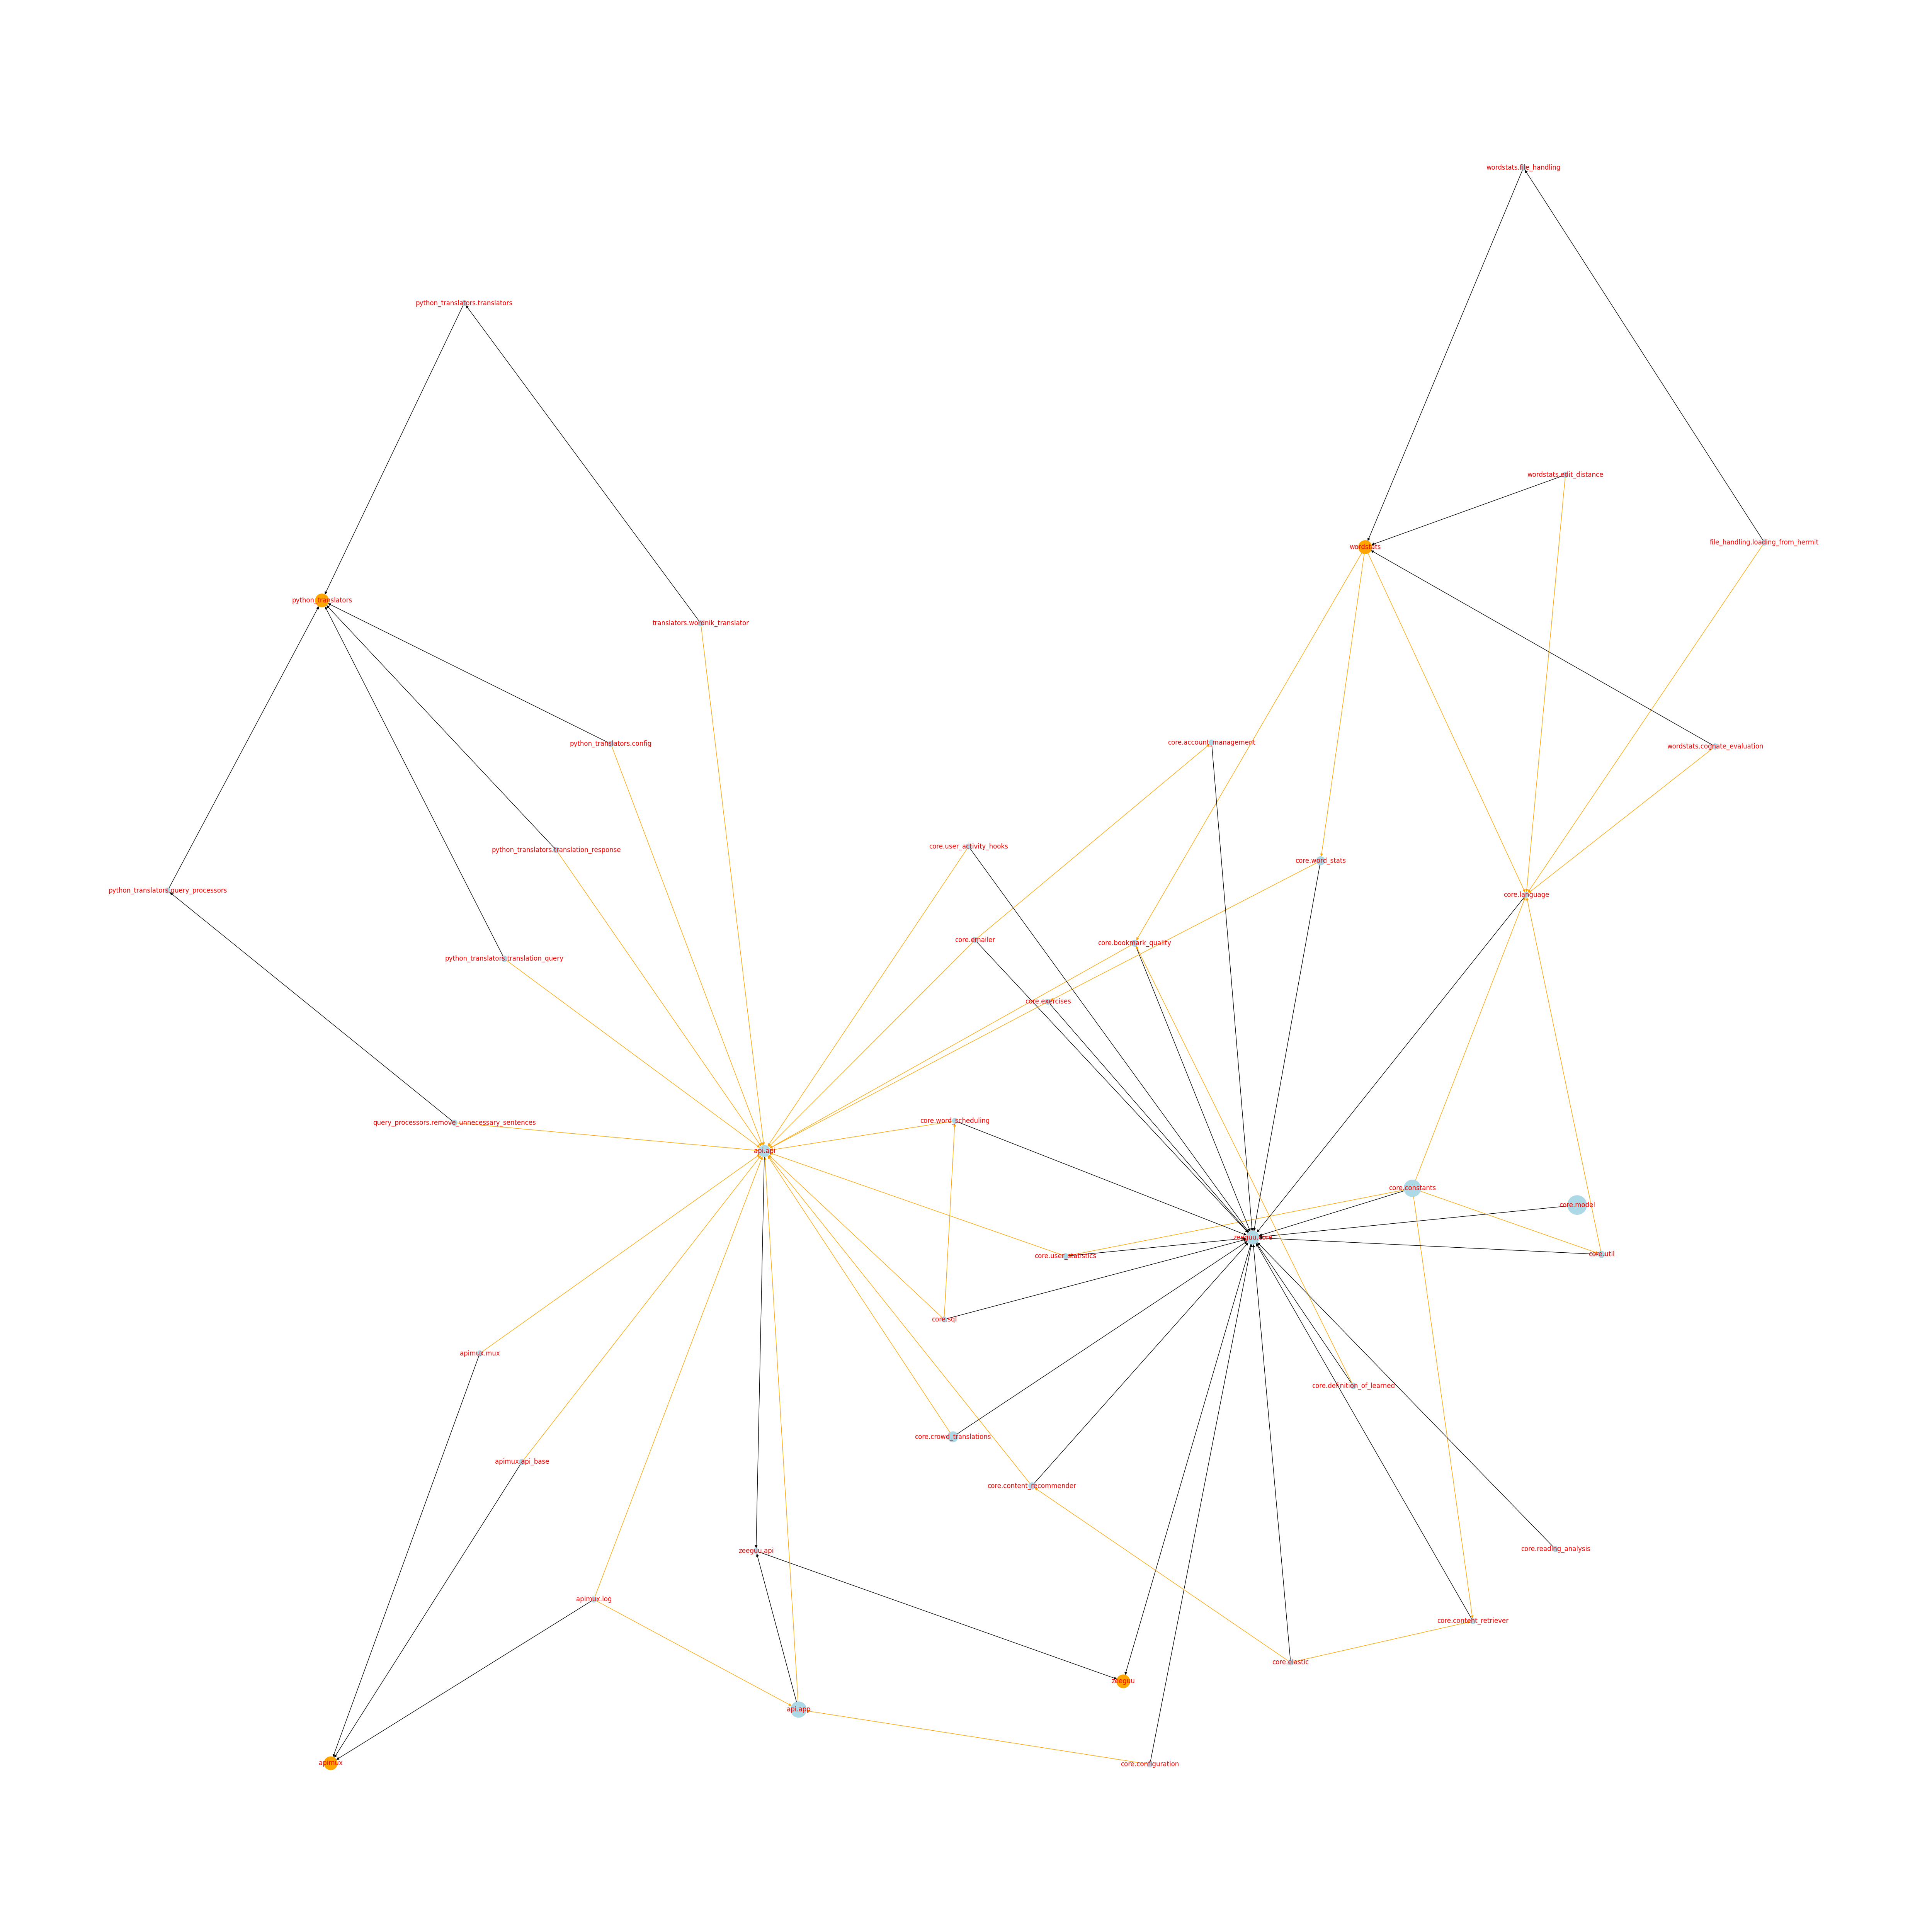 wordstats.file_handling
python_translators.translators
wordstats.edit_distance
file_handling.loading_from_hermit
wordstats
python_translators
translators.wordnik_translator
core.account_management
python_translators.config
wordstats.cognate_evaluation
core.user_activity_hooks
python_translators.translation_response
core.word_stats
python_translators.query_processors
core.language
core.emailer
core.bookmark_quality
python_translators.translation_query
core.exercises
core.word_scheduling
query_processors.remove_unnecessary_sentences
api.api
core.constants
core.model
zeeguu.core
core.util
core.user_statistics
core.sql
apimux.mux
core.definition_of_learned
core.crowd_translations
apimux.api_base
core.content_recommender
core.reading_analysis
zeeguu.api
apimux.log
core.content_retriever
core.elastic
zeeguu
api.app
apimux
core.configuration